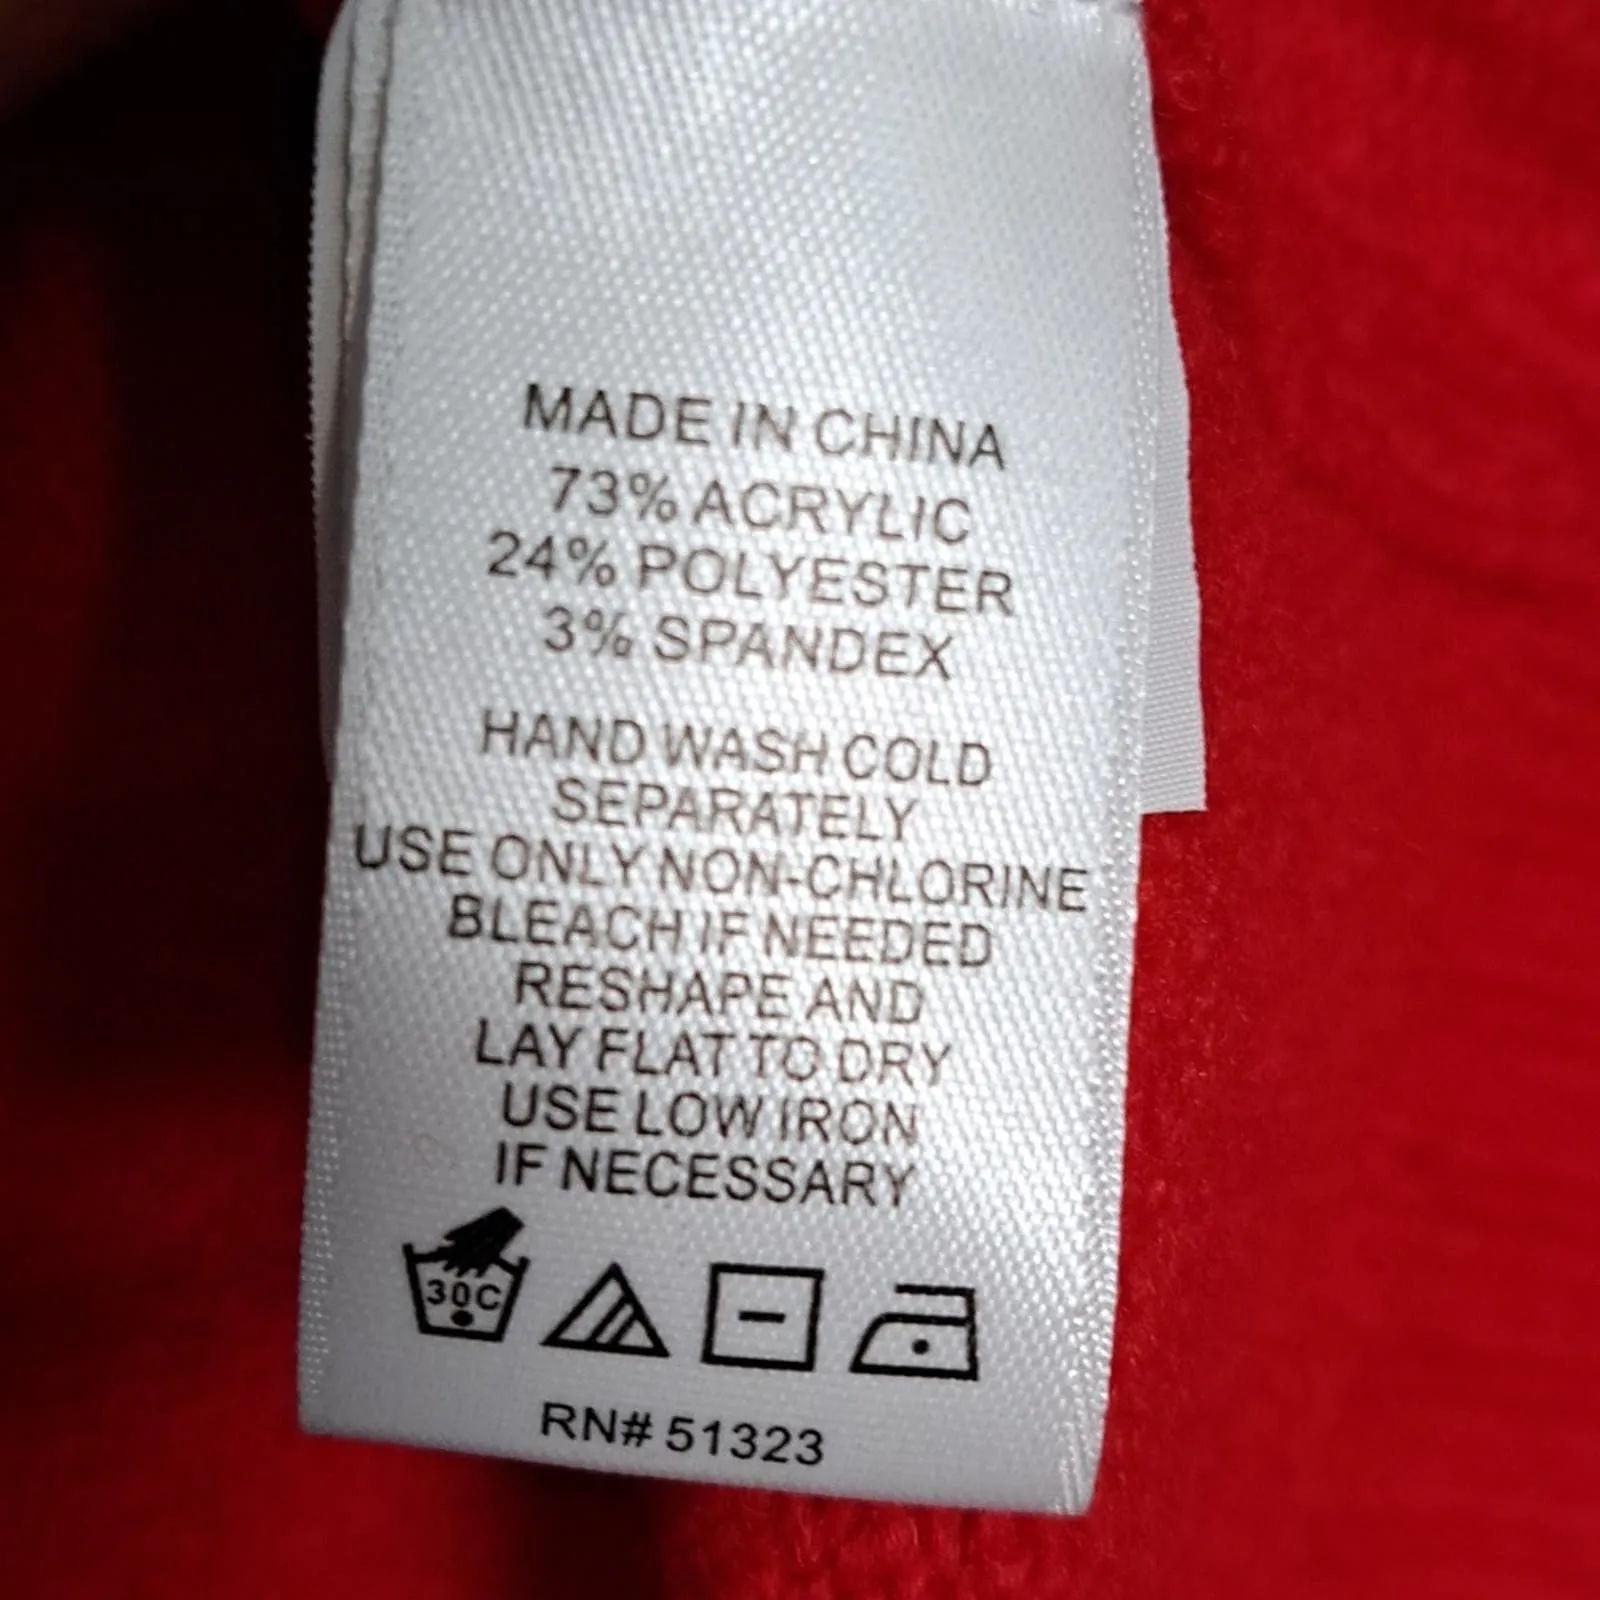 MADE IN CHINA
73% ACRYLIC
24% POLYESTER
3% SPANDEX
HAND WASH COLD
SEPARATELY
USE ONLY NON-CHLORINE
BLEACH IF NEEDED
RESHAPE AND
LAY FLAT TO DRY
USE LOW IRON
IF NECESSARY
30C
RN# 51323